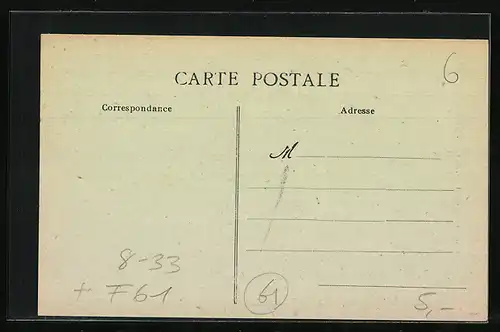 6
CARTE POSTALE
Correspondance
Adresse
M
8-33
+ F61.
61
5,-